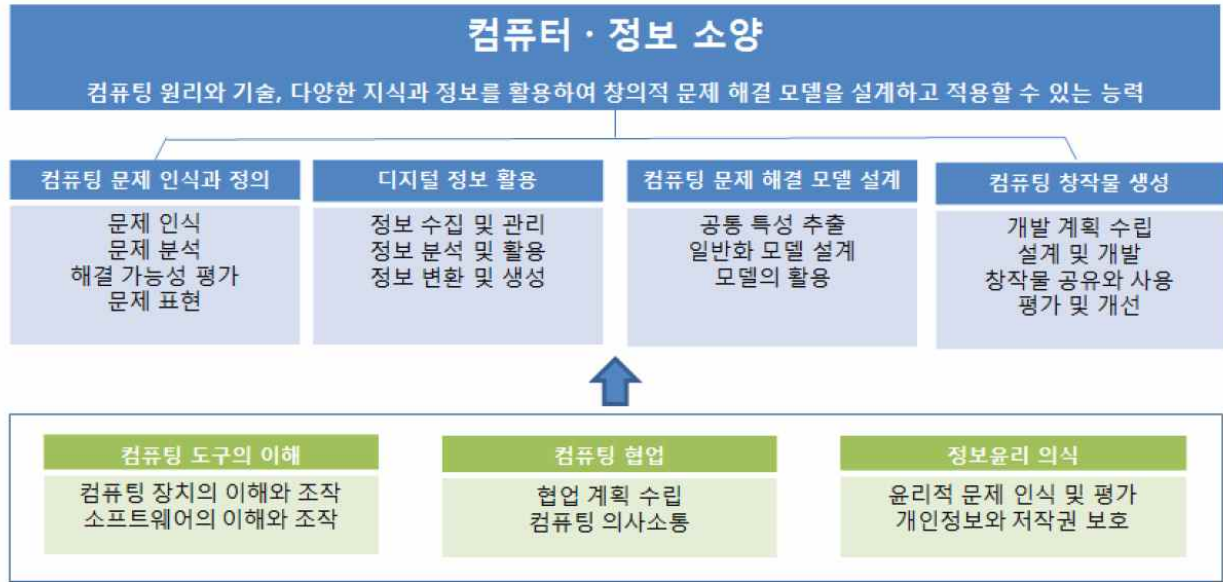 컴퓨터 · 정보 소양
컴퓨팅 원리와 기술, 다양한 지식과 정보를 활용하여 창의적 문제 해결 모델을 설계하고 적용할 수 있는 능력
컴퓨팅 문제 인식과 정의
문제 인식
문제 분석
해결 가능성 평가
문제 표현
디지털 정보 활용
정보 수집 및 관리
정보 분석 및 활용
정보 변환 및 생성
컴퓨팅 문제 해결 모델 설계
공통 특성 추출
일반화 모델 설계
모델의 활용
컴퓨팅 창작물 생성
개발 계획 수립
설계 및 개발
창작물 공유와 사용
평가 및 개선
컴퓨팅 도구의 이해
컴퓨팅 장치의 이해와 조작
소프트웨어의 이해와 조작
컴퓨팅 협업
협업 계획 수립
컴퓨팅 의사소통
정보윤리 의식
윤리적 문제 인식 및 평가
개인정보와 저작권 보호